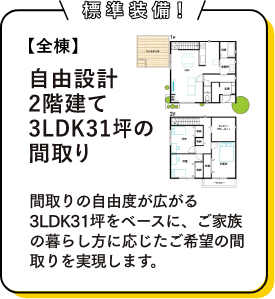 標準装備！
【全棟】
自由設計
2階建て
3LDK31坪の
間取り
1F
2F
間取りの自由度が広がる
3LDK31坪をベースに、ご家族
の暮らし方に応じたご希望の間
取りを実現します。